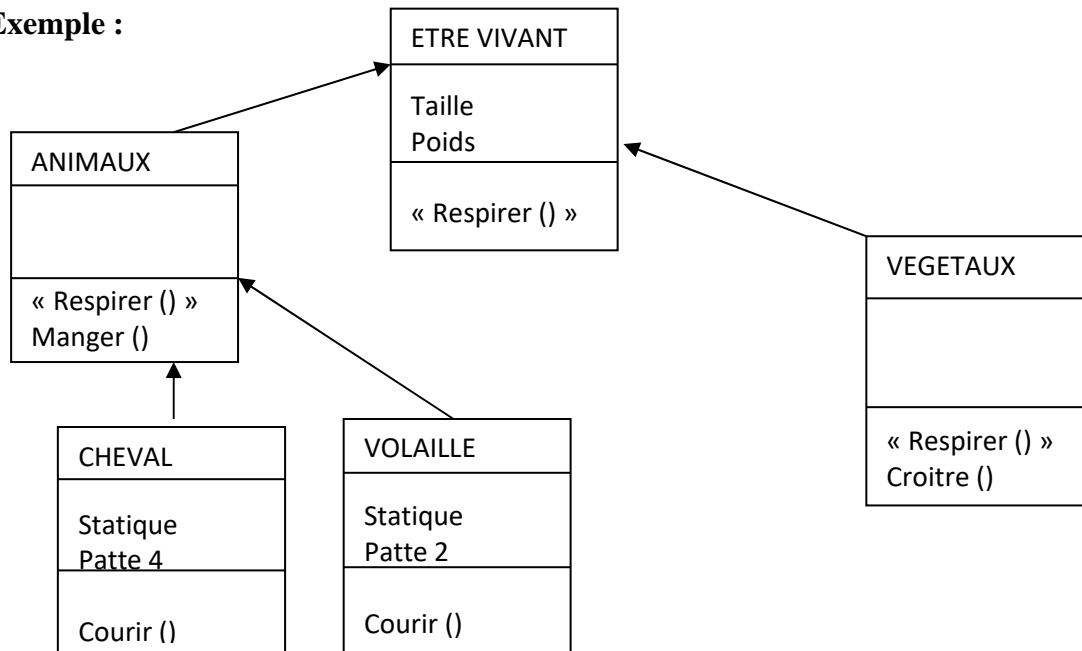 Exemple :
ETRE VIVANT
Taille
Poids
« Respirer () »
ANIMAUX
« Respirer () »
Manger ()
VEGETAUX
« Respirer () »
Croitre ()
CHEVAL
Statique
Patte 4
Courir ()
VOLAILLE
Statique
Patte 2
Courir ()